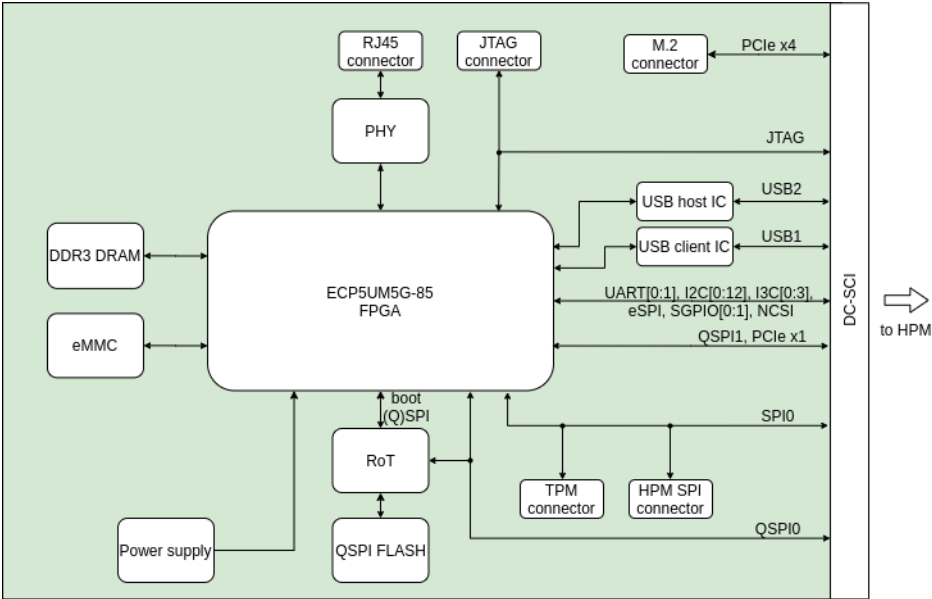 RJ45
connector
JTAG
connector
M.2
connector
PCIe x4
PHY
JTAG
USB host IC
USB2
USB client IC
USB1
DDR3 DRAM
ECP5UM5G-85
FPGA
UART[0:1], I2C[0:12], I3C[0:3],
eSPI, SGPIO[0:1], NCSI
DC-SCI
to HPM
eMMC
QSPI1, PCIe x1
boot
(Q)SPI
SPI0
RoT
TPM
connector
HPM SPI
connector
QSPI0
Power supply
QSPI FLASH